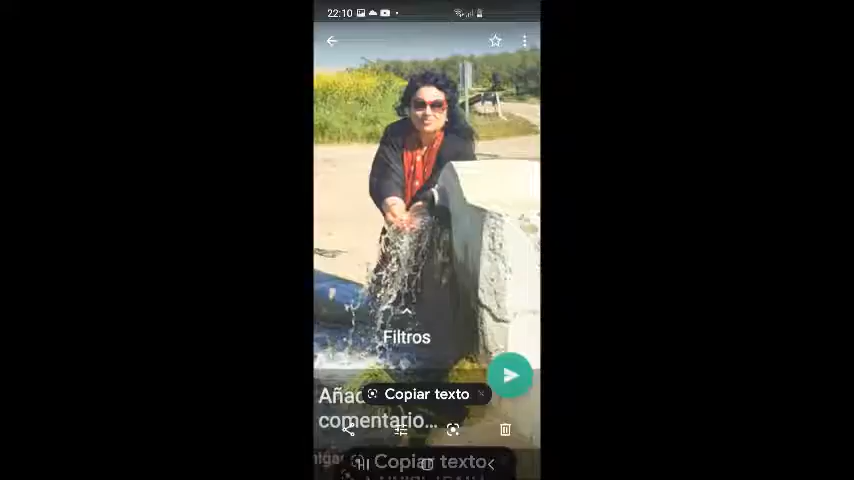 22:10
Filtros
Copiar texto
Añad
comentario...
Copiar texto